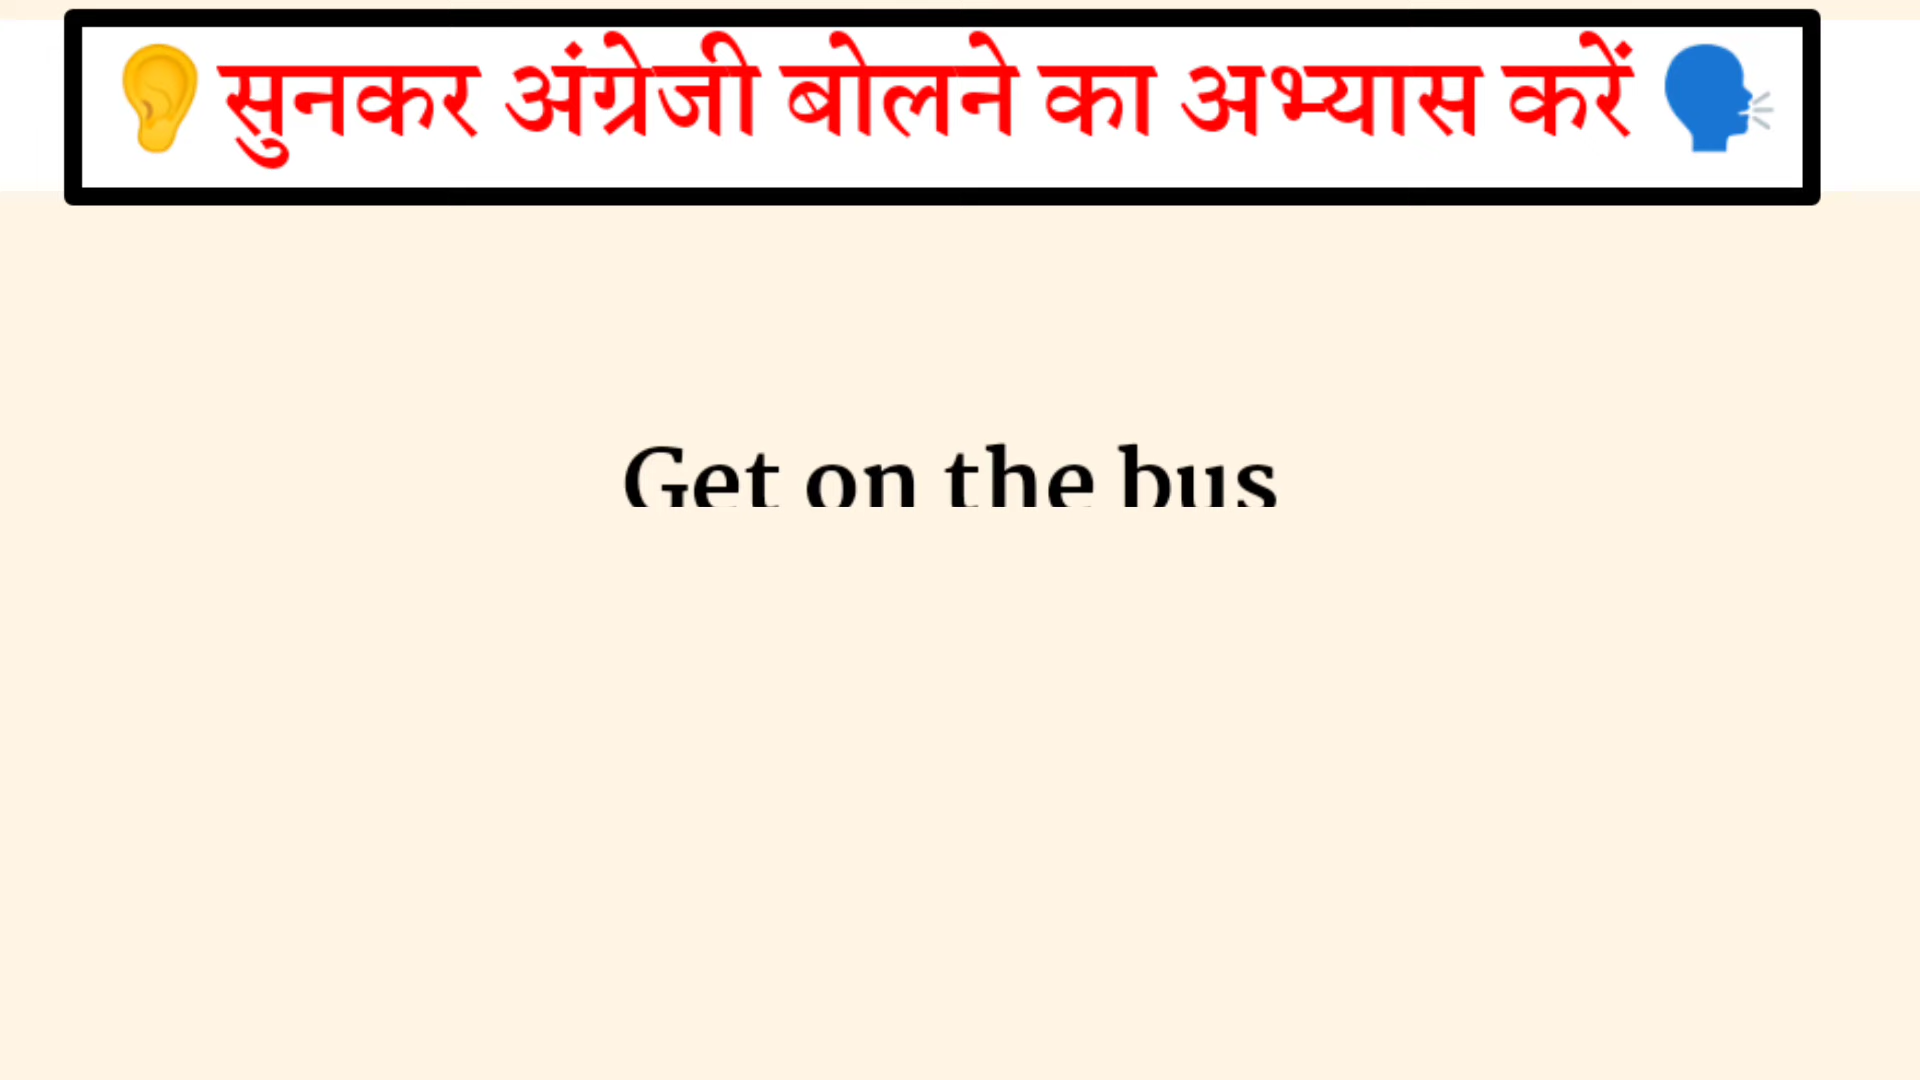 सुनकर अंग्रेजी बोलने का अभ्यास करें
Get on the bus